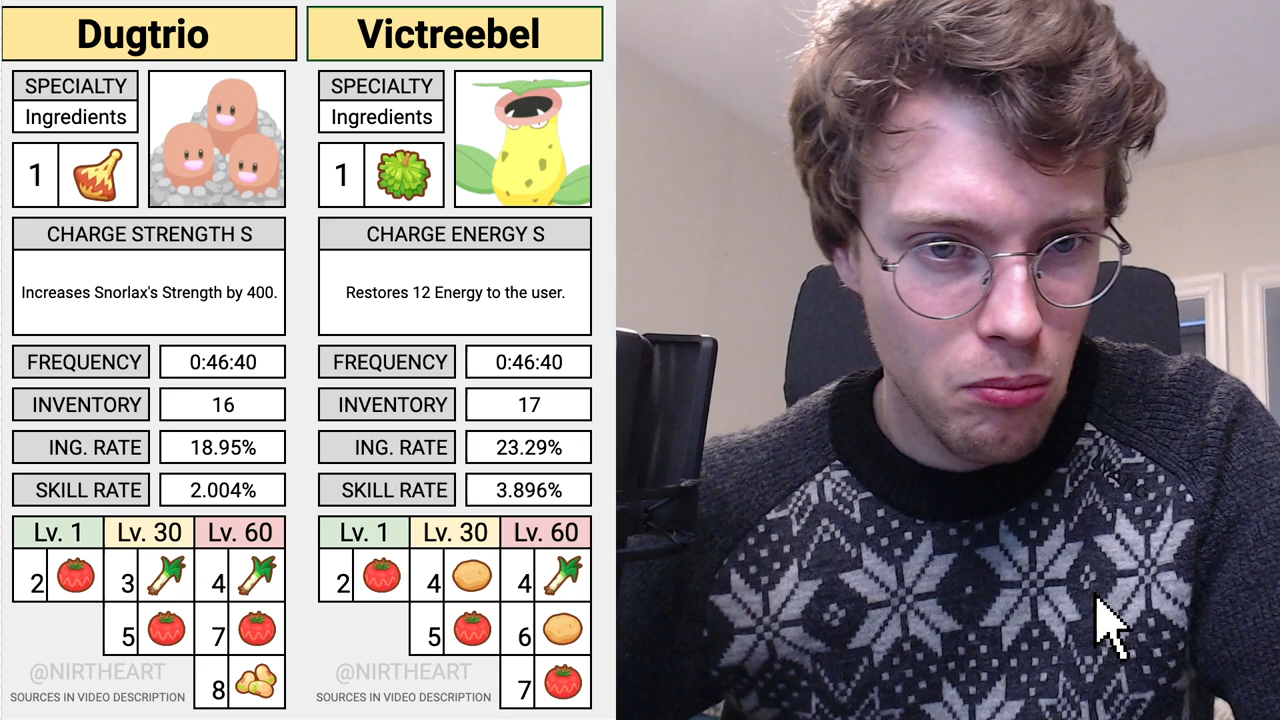 Dugtrio
SPECIALTY
Ingredients
1
CHARGE STRENGTH S
Increases Snorlax's Strength by 400.
FREQUENCY 0:46:40
INVENTORY 16
ING. RATE 18.95%
SKILL RATE 2.004%
Lv. 1 Lv. 30 Lv. 60
2 3 4
5 7
8
@NIRTHEART
SOURCES IN VIDEO DESCRIPTION
Victreebel
SPECIALTY
Ingredients
1
CHARGE ENERGY S
Restores 12 Energy to the user.
FREQUENCY 0:46:40
INVENTORY 17
ING. RATE 23.29%
SKILL RATE 3.896%
Lv. 1 Lv. 30 Lv. 60
2 4 4
5 6
7
@NIRTHEART
SOURCES IN VIDEO DESCRIPTION